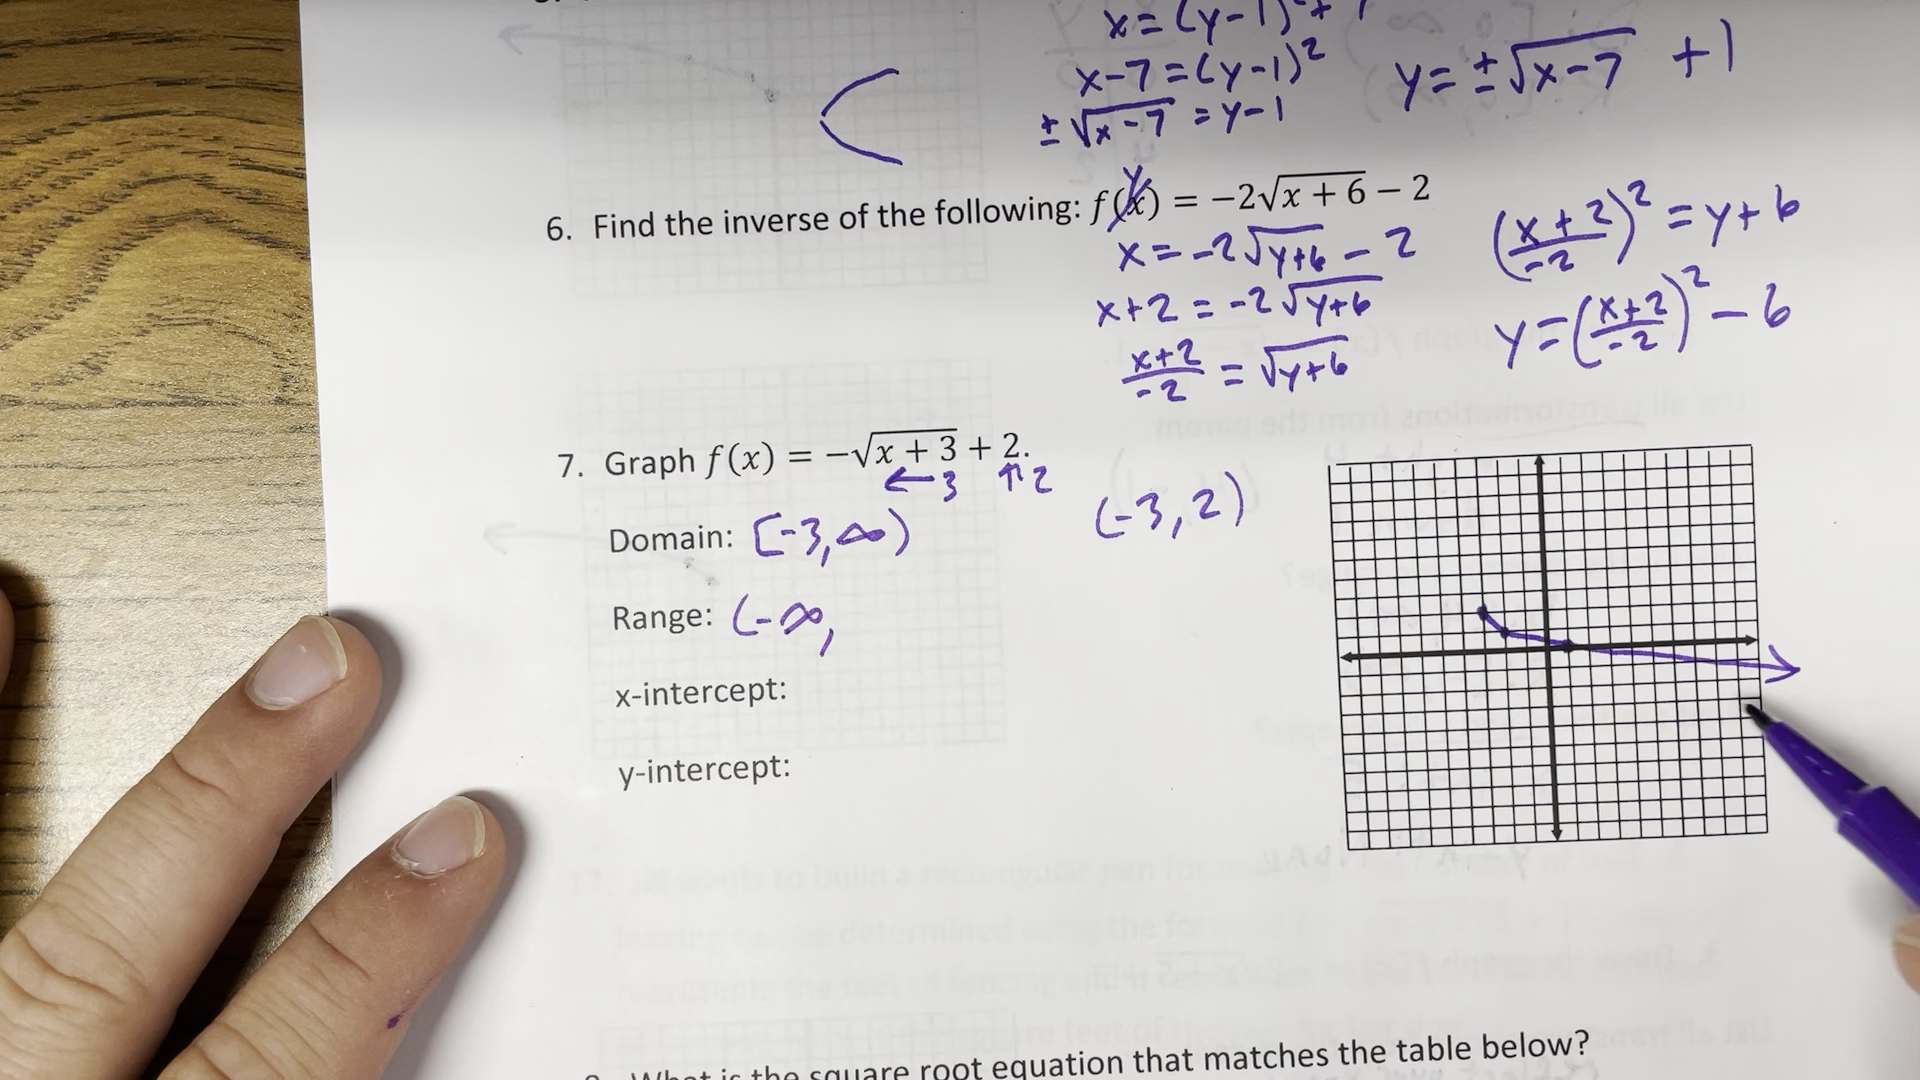 x = (y-1)² +
x-7 = (y-1)²
± √x-7 = y-1
y = ± √x-7 + 1
6. Find the inverse of the following: f(x) = −2√x + 6 − 2
y
x = -2√y+6 - 2
x+2 = -2√y+6
x+2/-2 = √y+6
(x+2/-2)² = y+6
y = (x+2/-2)² - 6
7. Graph f(x) = −√x + 3 + 2.
←3 ↑2
(-3,2)
Domain: [-3,∞)
Range: (-∞,
x-intercept:
y-intercept:
What is the square root equation that matches the table below?